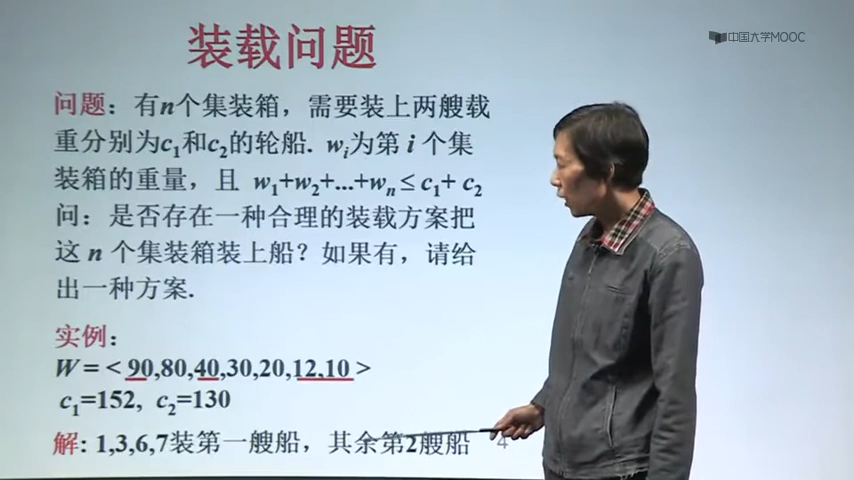 中国大学MOOC
装载问题
问题：有n个集装箱，需要装上两艘载
重分别为c₁和c₂的轮船. wᵢ为第 i 个集
装箱的重量，且 w₁+w₂+...+wₙ ≤ c₁+ c₂
问：是否存在一种合理的装载方案把
这 n 个集装箱装上船？如果有，请给
出一种方案.
实例：
W = < 90,80,40,30,20,12,10 >
c₁=152, c₂=130
解: 1,3,6,7装第一艘船，其余第2艘船
4